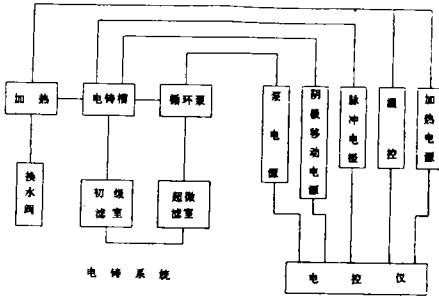 加热
电铸槽
循环泵
泵电源
阴极移动电源
脉冲电源
温控
加热电源
换水阀
初级滤室
超微滤室
电铸系统
电控仪